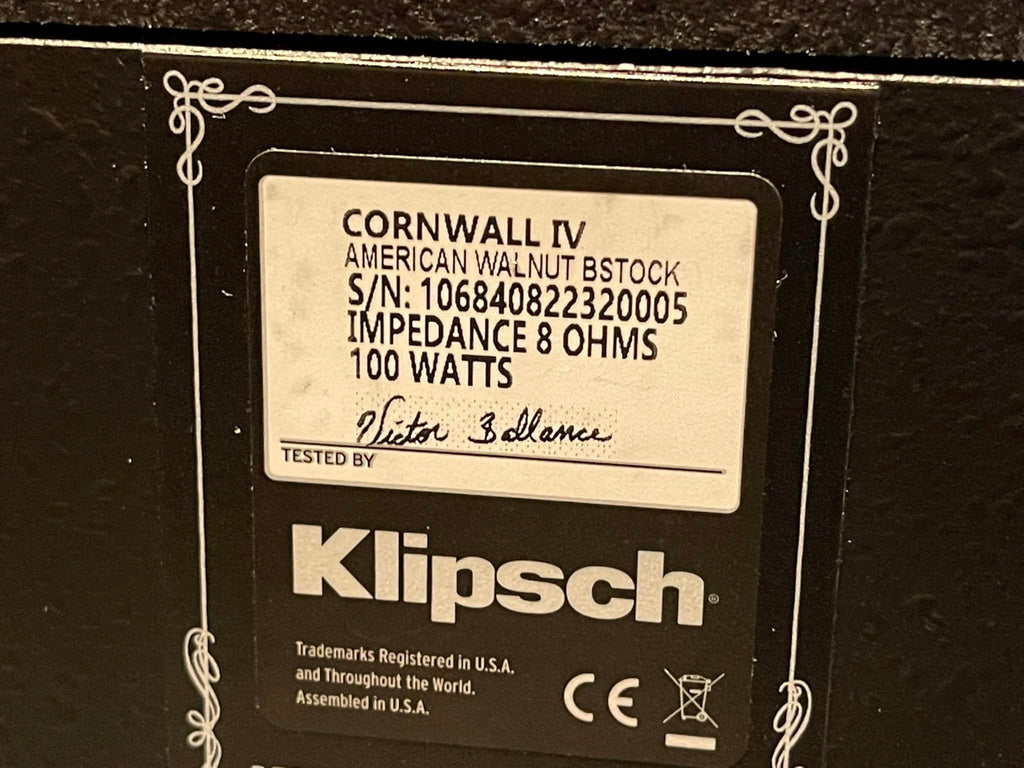 CORNWALL IV
AMERICAN WALNUT BSTOCK
S/N: 106840822320005
IMPEDANCE 8 OHMS
100 WATTS
Victor Ballance
TESTED BY
Klipsch®
Trademarks Registered in U.S.A.
and Throughout the World.
Assembled in U.S.A.
CE